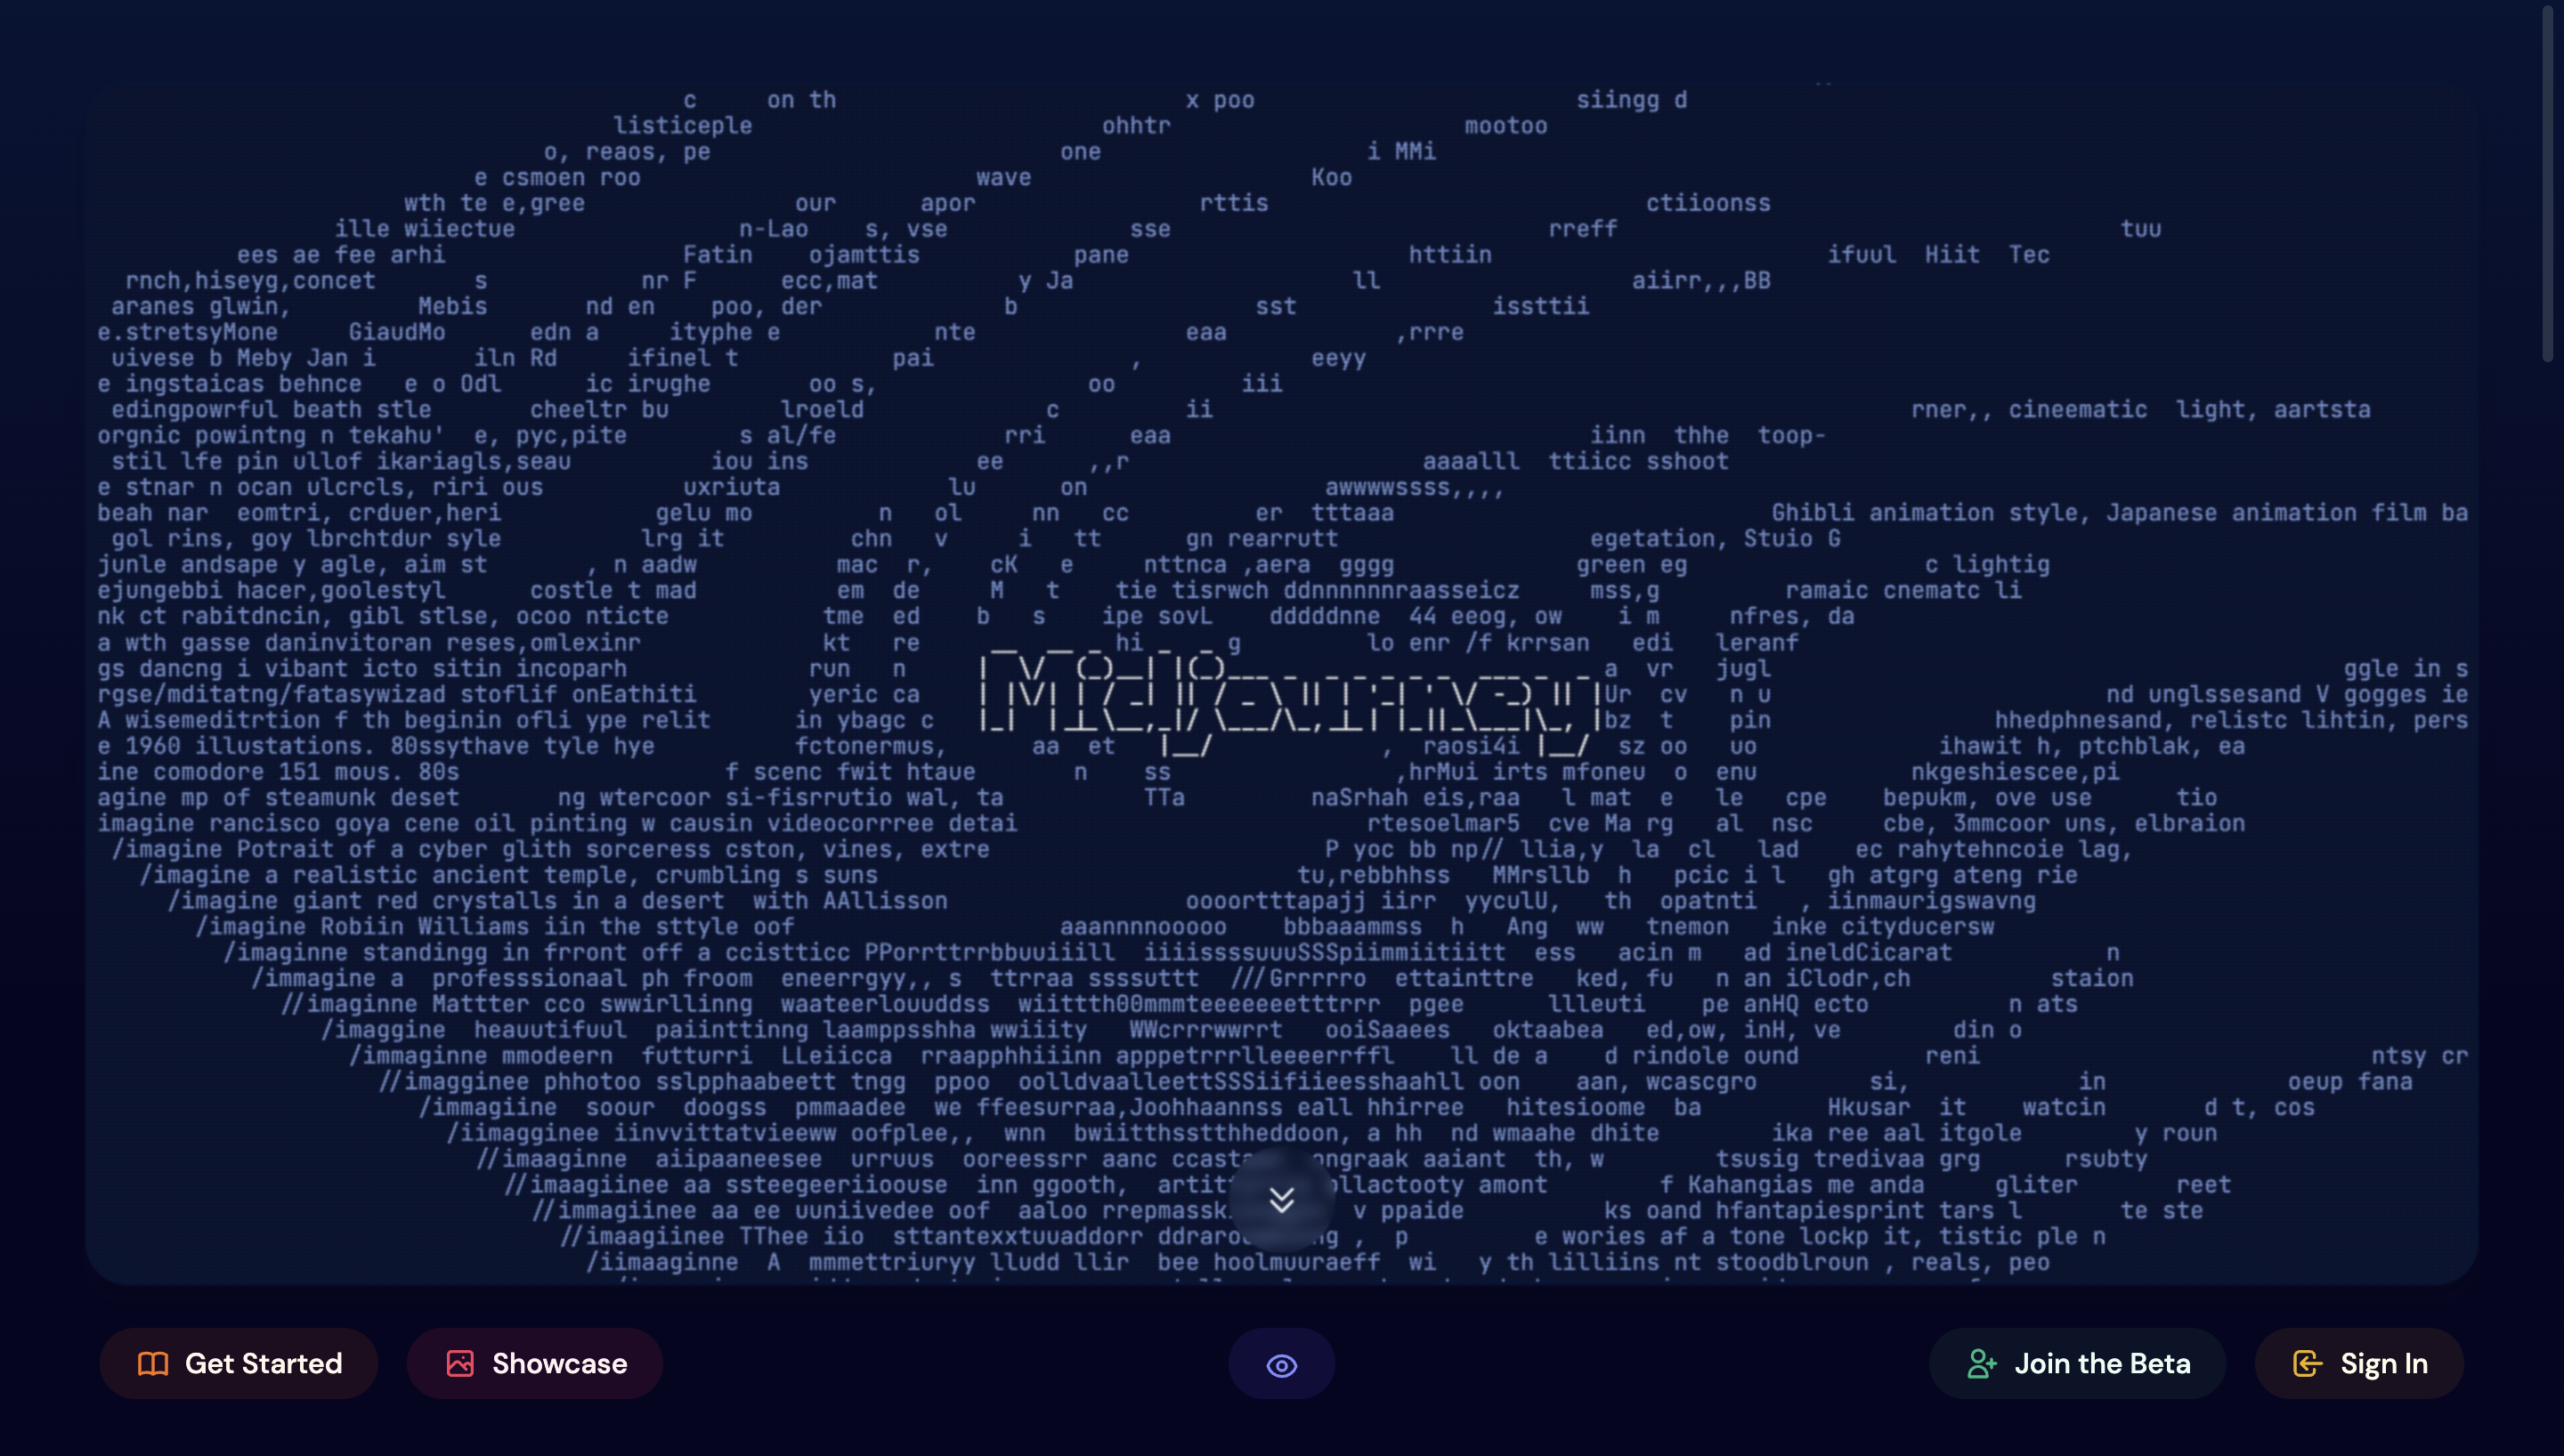 c on th x poo siingg d
listiceple ohhtr mootoo
o, reaos, pe one i MMi
e csmoen roo wave Koo
wth te e,gree our apor rttis ctiioonss
ille wiiectue n-Lao s, vse sse rreff tuu
ees ae fee arhi Fatin ojamttis pane httiin ifuul Hiit Tec
rnch,hiseyg,concet s nr F ecc,mat y Ja ll aiirr,,,BB
aranes glwin, Mebis nd en poo, der b sst issttii
e.stretsyMone GiaudMo edn a ityphe e nte eaa ,rrre
uivese b Meby Jan i iln Rd ifinel t pai , eeyy
e ingstaicas behnce e o Odl ic irughe oo s, oo iii
edingpowrful beath stle cheeltr bu lroeld c ii rner,, cineematic light, aartsta
orgnic powintng n tekahu' e, pyc,pite s al/fe rri eaa iinn thhe toop-
stil lfe pin ullof ikariagls,seau iou ins ee ,,r aaaalll ttiicc sshoot
e stnar n ocan ulcrcls, riri ous uxriuta lu on awwwwssss,,,,
beah nar eomtri, crduer,heri gelu mo n ol nn cc er tttaaa Ghibli animation style, Japanese animation film ba
gol rins, goy lbrchtdur syle lrg it chn v i tt gn rearrutt egetation, Stuio G
junle andsape y agle, aim st , n aadw mac r, cK e nttnca ,aera gggg green eg c lightig
ejungebbi hacer,goolestyl costle t mad em de M t tie tisrwch ddnnnnnnraasseicz mss,g ramaic cnematc li
nk ct rabitdncin, gibl stlse, ocoo nticte tme ed b s ipe sovL dddddnne 44 eeog, ow i m nfres, da
a wth gasse daninvitoran reses,omlexinr kt re hi g lo enr /f krrsan edi leranf
gs dancng i vibant icto sitin incoparh run n a vr jugl ggle in s
Midjourney
rgse/mditatng/fatasywizad stoflif onEathiti yeric ca Ur cv n u nd unglssesand V gogges ie
A wisemeditrtion f th beginin ofli ype relit in ybagc c bz t pin hhedphnesand, relistc lihtin, pers
e 1960 illustations. 80ssythave tyle hye fctonermus, aa et , raosi4i sz oo uo ihawit h, ptchblak, ea
ine comodore 151 mous. 80s f scenc fwit htaue n ss ,hrMui irts mfoneu o enu nkgeshiescee,pi
agine mp of steamunk deset ng wtercoor si-fisrrutio wal, ta TTa naSrhah eis,raa l mat e le cpe bepukm, ove use tio
imagine rancisco goya cene oil pinting w causin videocorrree detai rtesoelmar5 cve Ma rg al nsc cbe, 3mmcoor uns, elbraion
/imagine Potrait of a cyber glith sorceress cston, vines, extre P yoc bb np// llia,y la cl lad ec rahytehncoie lag,
/imagine a realistic ancient temple, crumbling s suns tu,rebbhhss MMrsllb h pcic i l gh atgrg ateng rie
/imagine giant red crystalls in a desert with AAllisson oooortttapajj iirr yyculU, th opatnti , iinmaurigswavng
/imagine Robiin Williams iin the sttyle oof aaannnnooooo bbbaaammss h Ang ww tnemon inke cityducersw
/imaginne standingg in frront off a ccistticc PPorrttrrbbuuiiiill iiiissssuuuSSSpiimmiitiiitt ess acin m ad ineldCicarat n
/immagine a professsionaal ph froom eneerrgyy,, s ttrraa ssssuttt ///Grrrrro ettainttre ked, fu n an iClodr,ch staion
//imaginne Mattter cco swwirllinng waateerlouuddss wiittth00mmmteeeeeetttrrr pgee llleuti pe anHQ ecto n ats
/imaggine heauutifuul paiinttinng laamppsshha wwiiity WWcrrrwwrrt ooiSaaees oktaabea ed,ow, inH, ve din o
/immaginne mmodeern futturri LLeiicca rraapphhiiinn apppetrrrlleeeerrffl ll de a d rindole ound reni ntsy cr
//imagginee phhotoo sslpphaabeett tngg ppoo oolldvaalleettSSSiifiieesshaahll oon aan, wcascgro si, in oeup fana
/immagiine soour doogss pmmaadee we ffeesurraa,Joohhaannss eall hhirree hitesioome ba Hkusar it watcin d t, cos
/iimagginee iinvvittatvieeww oofplee,, wnn bwiitthsstthheddoon, a hh nd wmaahe dhite ika ree aal itgole y roun
//imaaginne aiipaaneesee urruus ooreessrr aanc ongraak aaiant th, w tsusig tredivaa grg rsubty
//imaagiinee aa ssteegeeriioouse inn ggooth, amont f Kahangias me anda gliter reet
//immagiinee aa ee uuniivedee oof aaloo v ppaide ks oand hfantapiesprint tars l te ste
//imaagiinee TThee iio sttantexxtuuaddorr , p e wories af a tone lockp it, tistic ple n
/iimaaginne A mmmettriuryy lludd llir bee hoolmuuraeff wi y th lilliins nt stoodblroun , reals, peo
Get Started
Showcase
Join the Beta
Sign In